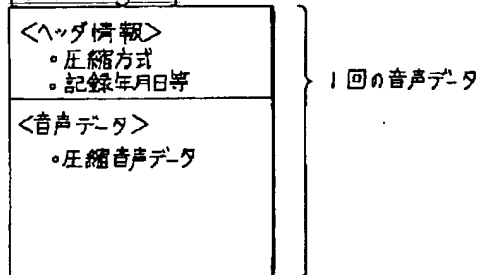 <ヘッダ情報>
。圧縮方式
。記録年月日等
1回の音声データ
<音声データ>
。圧縮音声データ